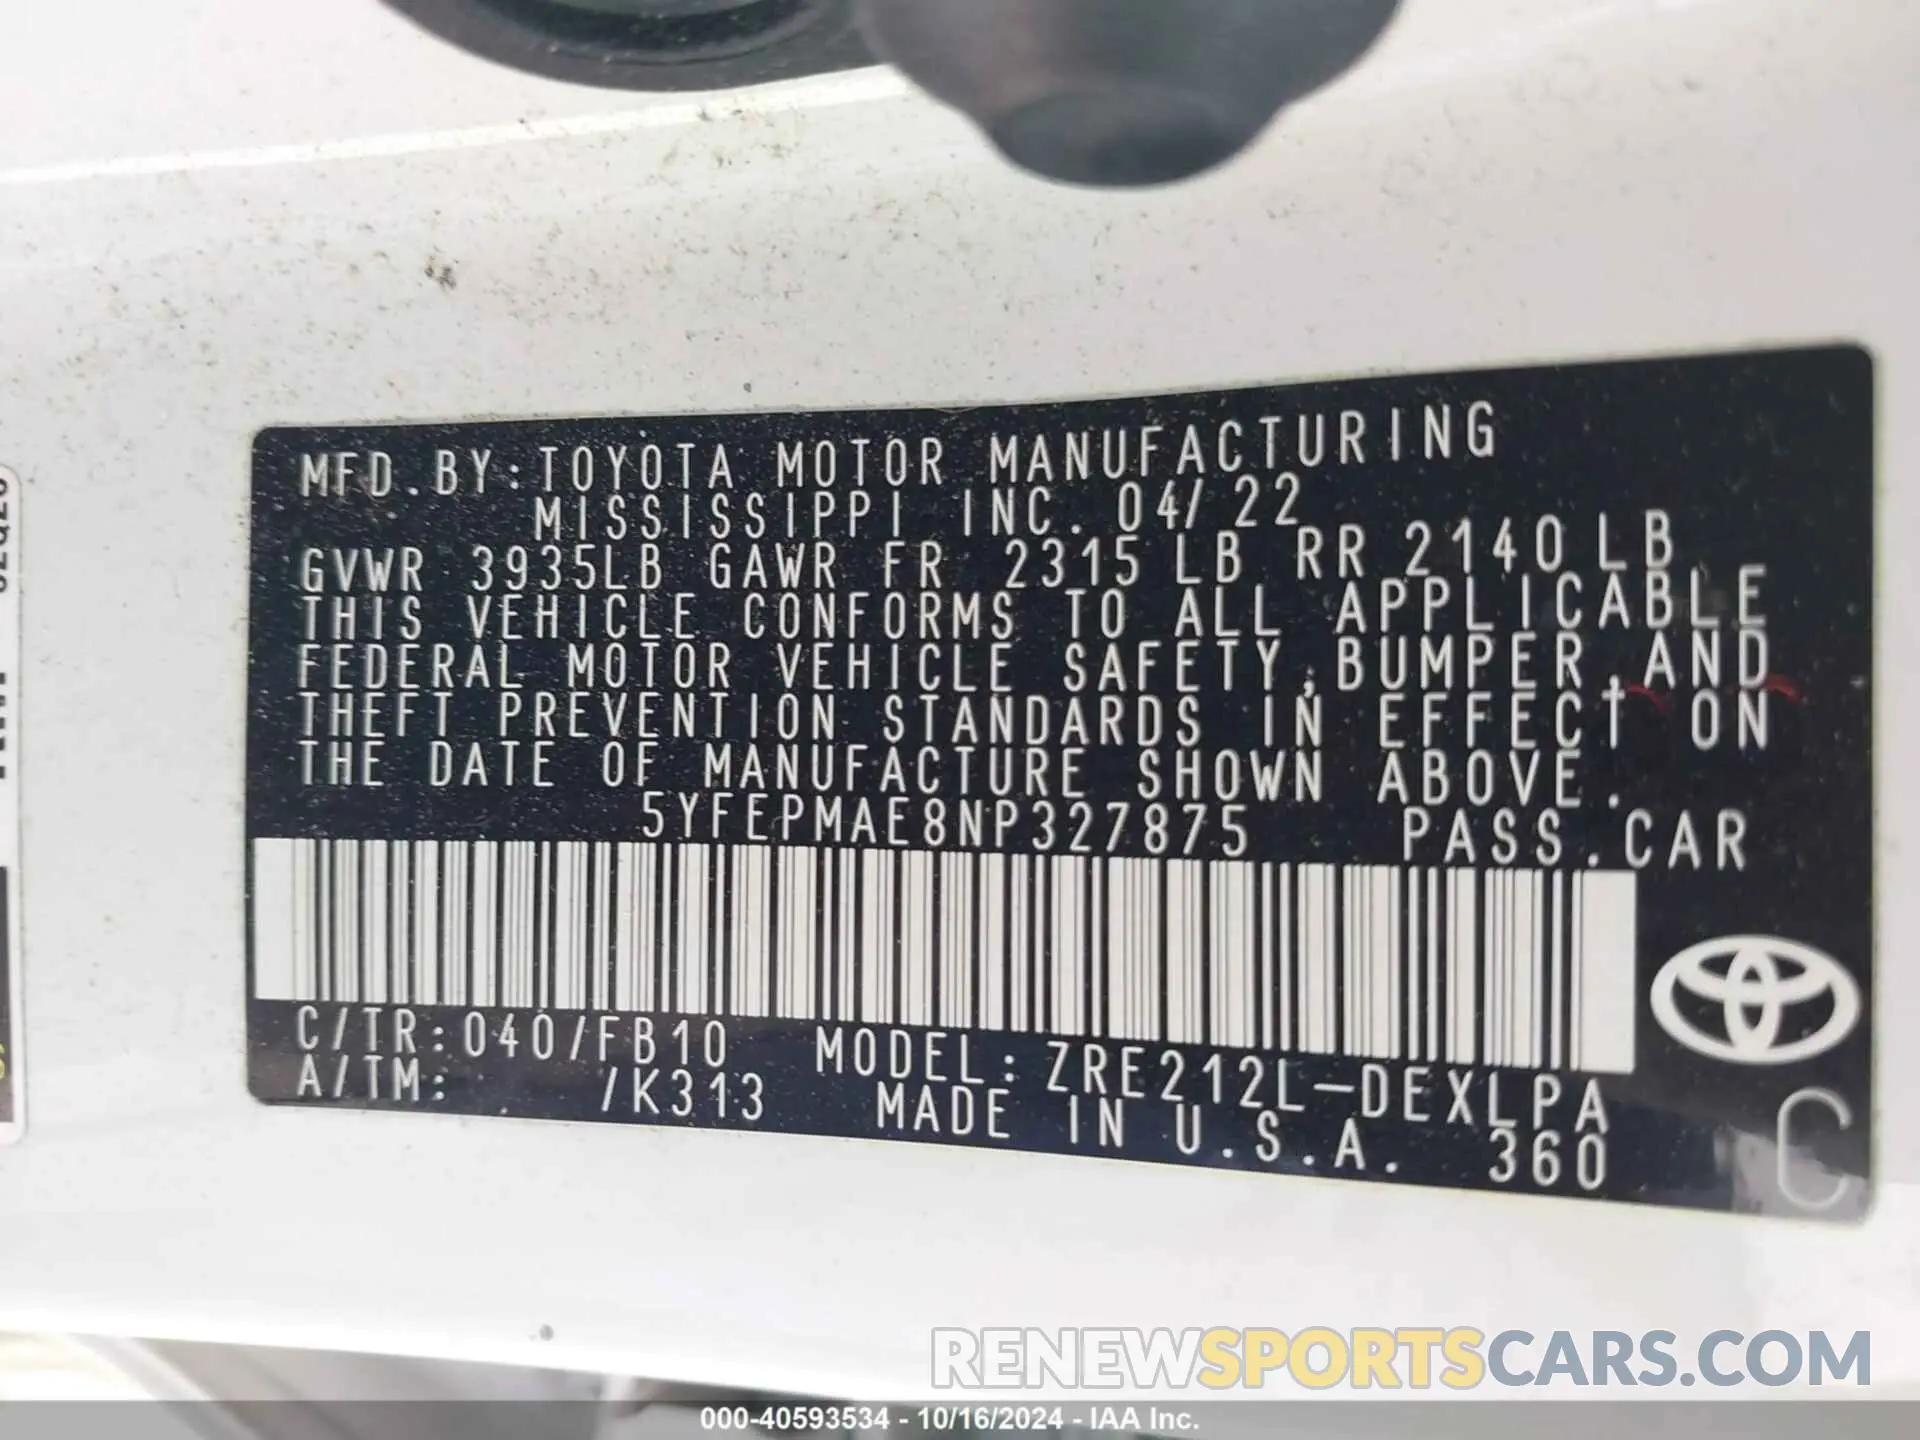 MFD.BY:TOYOTA MOTOR MANUFACTURING
MISSISSIPPI INC. 04/22
GVWR 3935LB GAWR FR 2315 LB RR 2140 LB
THIS VEHICLE CONFORMS TO ALL APPLICABLE
FEDERAL MOTOR VEHICLE SAFETY, BUMPER, AND
THEFT PREVENTION STANDARDS IN EFFECT ON
THE DATE OF MANUFACTURE SHOWN ABOVE.
5YFEPMAE8NP327875 PASS.CAR
C/TR:040/FB10 MODEL:ZRE212L-DEXLPA
A/TM: /K313 MADE IN U.S.A. 360
C
RENEWSPORTSCARS.COM
000-40593534 - 10/16/2024 - IAA Inc.